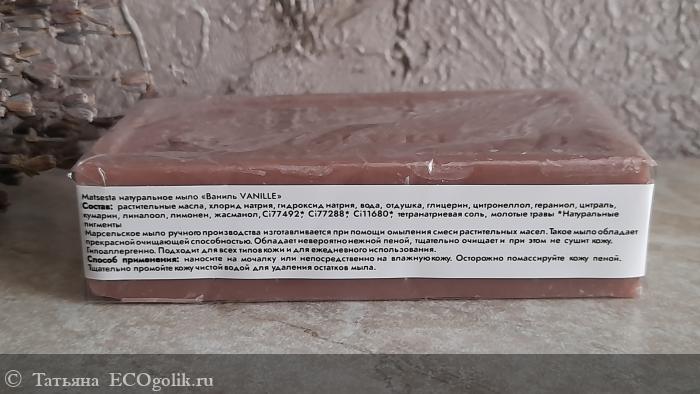 Matsesta натуральное мыло «Ваниль VANILLE»
Состав: растительные масла, хлорид натрия, гидроксид натрия, вода, отдушка, глицерин, цитронеллол, гераниол, цитраль,
кумарин, линалоол, лимонен, жасманол, Ci77492*, Ci77288*, Ci11680*, тетранатриевая соль, молотые травы *Натуральные
пигменты
Марсельское мыло ручного производства изготавливается при помощи омыления смеси растительных масел. Такое мыло обладает
прекрасной очищающей способностью. Обладает невероятно нежной пеной, тщательно очищает и при этом не сушит кожу.
Гипоаллергенно. Подходит для всех типов кожи и для ежедневного использования.
Способ применения: наносите на мочалку или непосредственно на влажную кожу. Осторожно помассируйте кожу пеной.
Тщательно промойте кожу чистой водой для удаления остатков мыла.
© Татьяна ECOgolik.ru